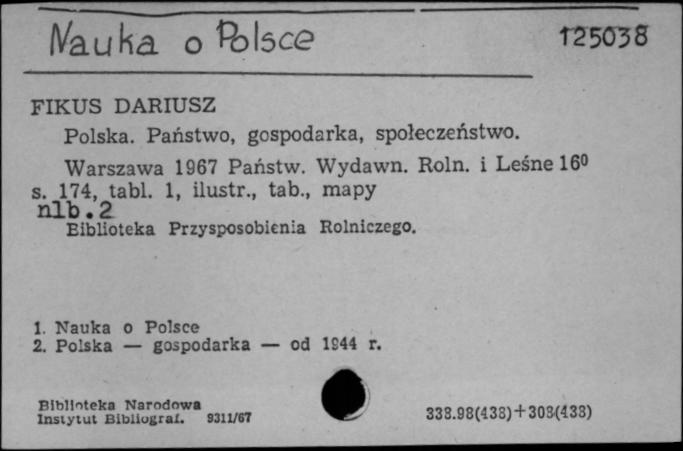 Nauka o Polsce 125038
FIKUS DARIUSZ
Polska. Państwo, gospodarka, społeczeństwo.
Warszawa 1967 Państw. Wydawn. Roln. i Leśne 16⁰
s. 174, tabl. 1, ilustr., tab., mapy
nlb.2
Biblioteka Przysposobienia Rolniczego.
1. Nauka o Polsce
2. Polska — gospodarka — od 1944 r.
Biblioteka Narodowa
Instytut Bibliograf. 9311/67
338.98(438)+308(438)